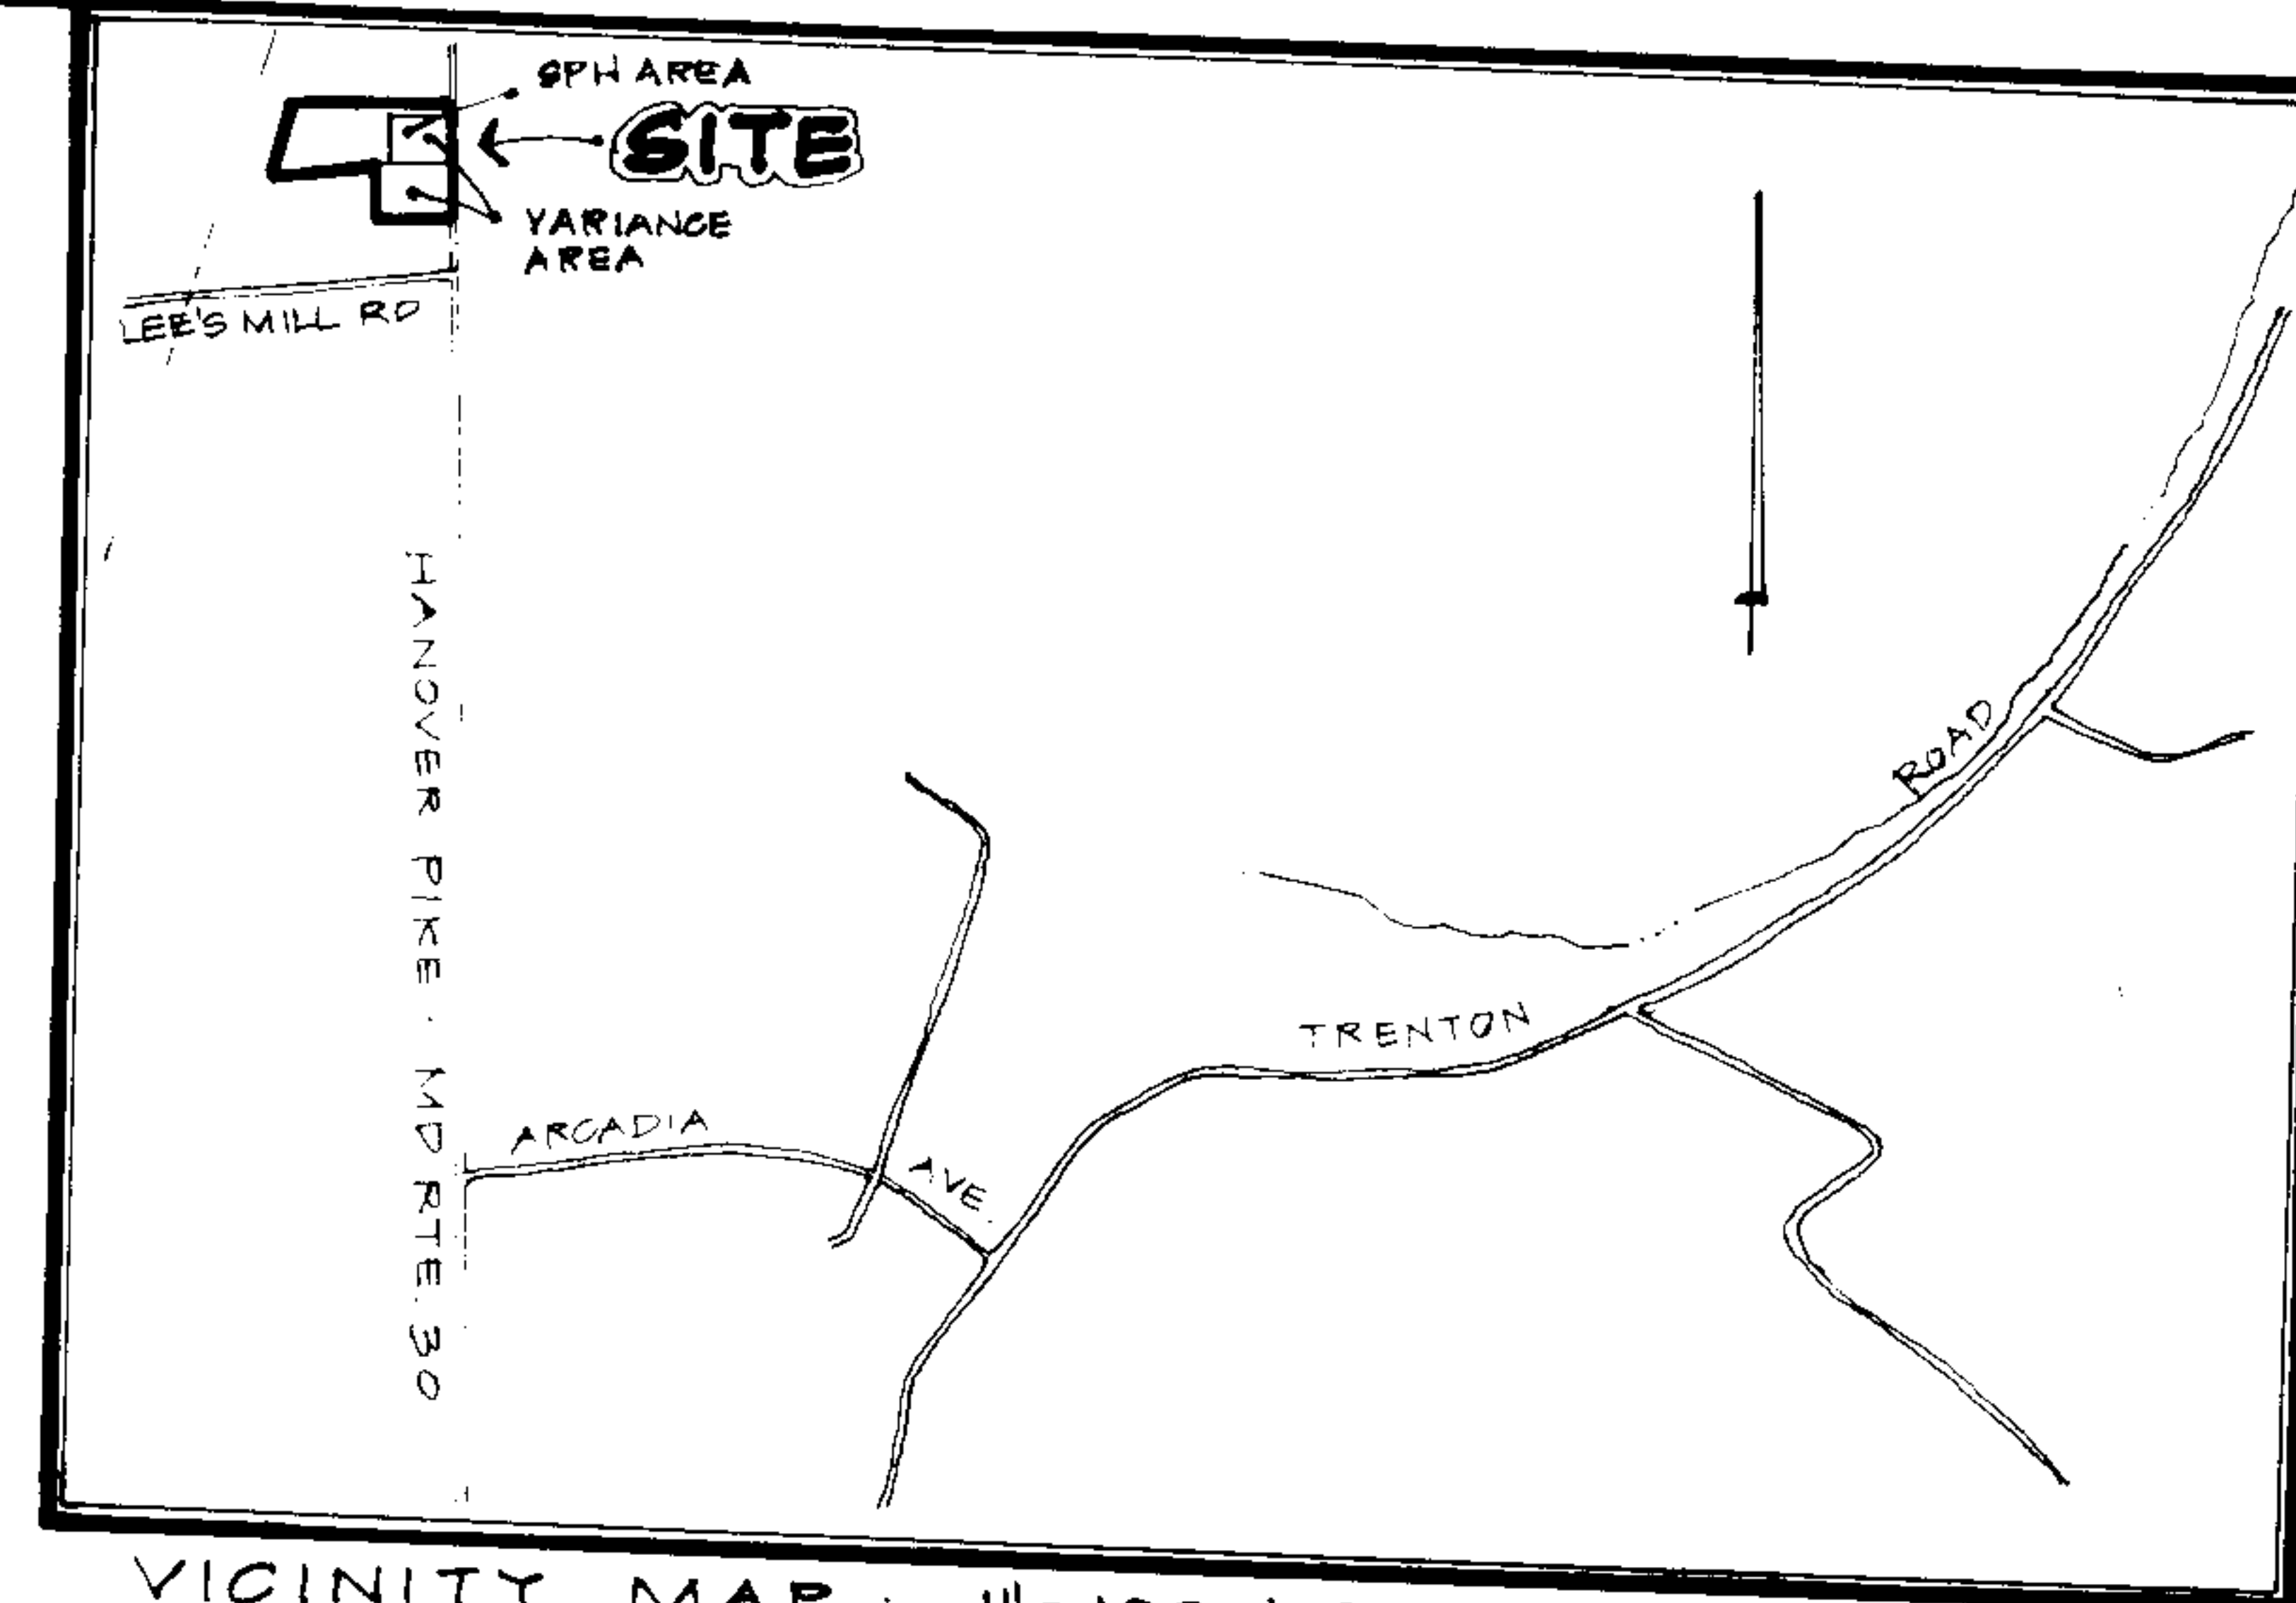 SPH AREA
SITE
VARIANCE
AREA
LEE'S MILL RD
HANOVER PIKE · MD RTE. 30
ROAD
TRENTON
ARCADIA
AVE.
VICINITY MAP